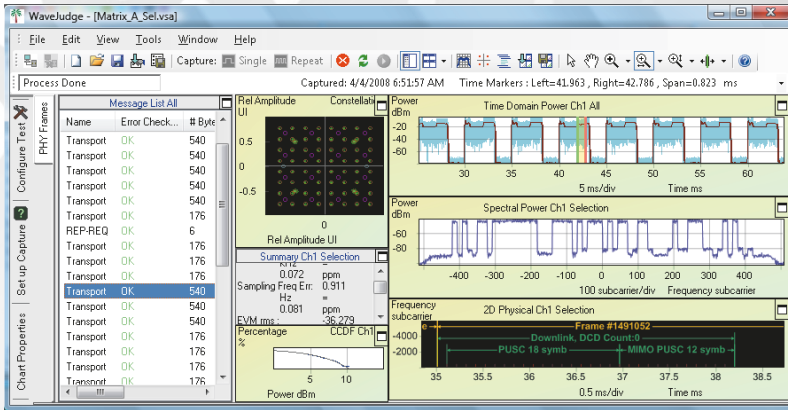 WaveJudge - [Matrix_A_Sel.vsa]
File Edit View Tools Window Help
Capture: Single Repeat
Process Done
Captured: 4/4/2008 6:51:57 AM Time Markers : Left=41.963 , Right=42.786 , Span=0.823 ms
Configure Test
Set up Capture
Chart Properties
PHY Frames
Message List All
Name Error Check... # Byte
Transport OK 540
Transport OK 540
Transport OK 540
Transport OK 540
Transport OK 176
REP-REQ OK 6
Transport OK 176
Transport OK 176
Transport OK 176
Transport OK 540
Transport OK 540
Transport OK 540
Transport OK 176
Transport OK 176
Transport OK 176
Transport OK 176
Rel Amplitude Constellati
UI
0.5
0
-0.5
0
Rel Amplitude UI
Summary Ch1 Selection
KHz =
0.072 ppm
Sampling Freq Err: 0.911
Hz =
0.081 ppm
EVM rms : -36.279
Percentage CCDF Ch1
%
5 10
Power dBm
Power Time Domain Power Ch1 All
dBm
-20
-40
-60
30 35 40 45 50 55 60
5 ms/div Time ms
Power Spectral Power Ch1 Selection
dBm
-60
-80
-400 -300 -200 -100 0 100 200 300 400
100 subcarrier/div Frequency subcarrier
Frequency 2D Physical Ch1 Selection
subcarrier
e Frame #1491052
-4000 Downlink, DCD Count:0
-2000 PUSC 18 symb MIMO PUSC 12 symb
35 35.5 36 36.5 37 37.5 38 38.5
0.5 ms/div Time ms